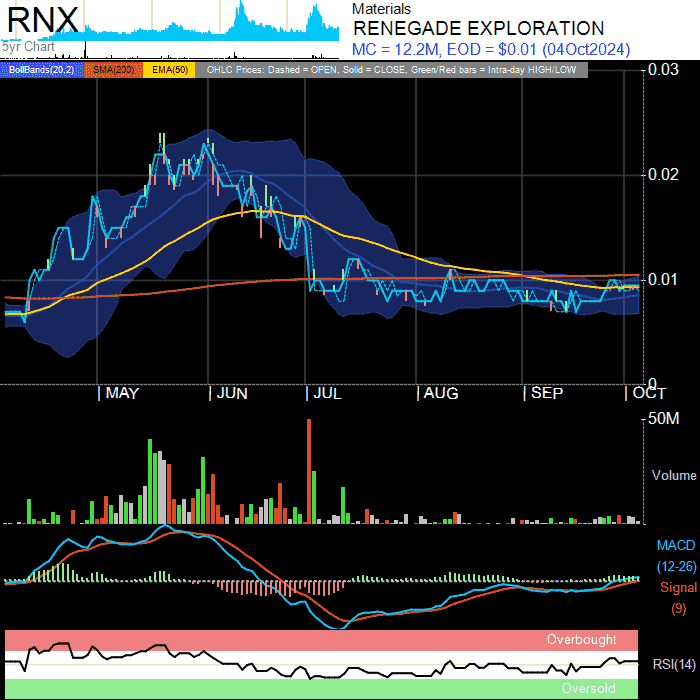 RNX
5yr Chart
Materials
RENEGADE EXPLORATION
MC = 12.2M, EOD = $0.01 (04Oct2024)
BollBands(20,2) SMA(200) EMA(50) OHLC Prices: Dashed = OPEN, Solid = CLOSE, Green/Red bars = Intra-day HIGH/LOW
0.03
0.02
0.01
0
MAY JUN JUL AUG SEP OCT
50M
Volume
MACD
(12-26)
Signal
(9)
Overbought
RSI(14)
Oversold